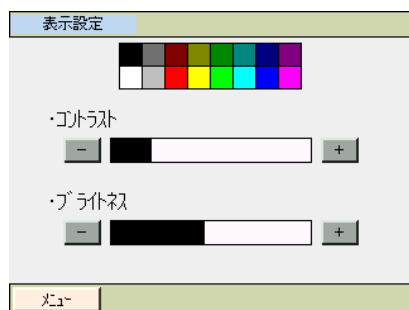 表示設定
・コントラスト
− +
・ブライトネス
− +
メニュー